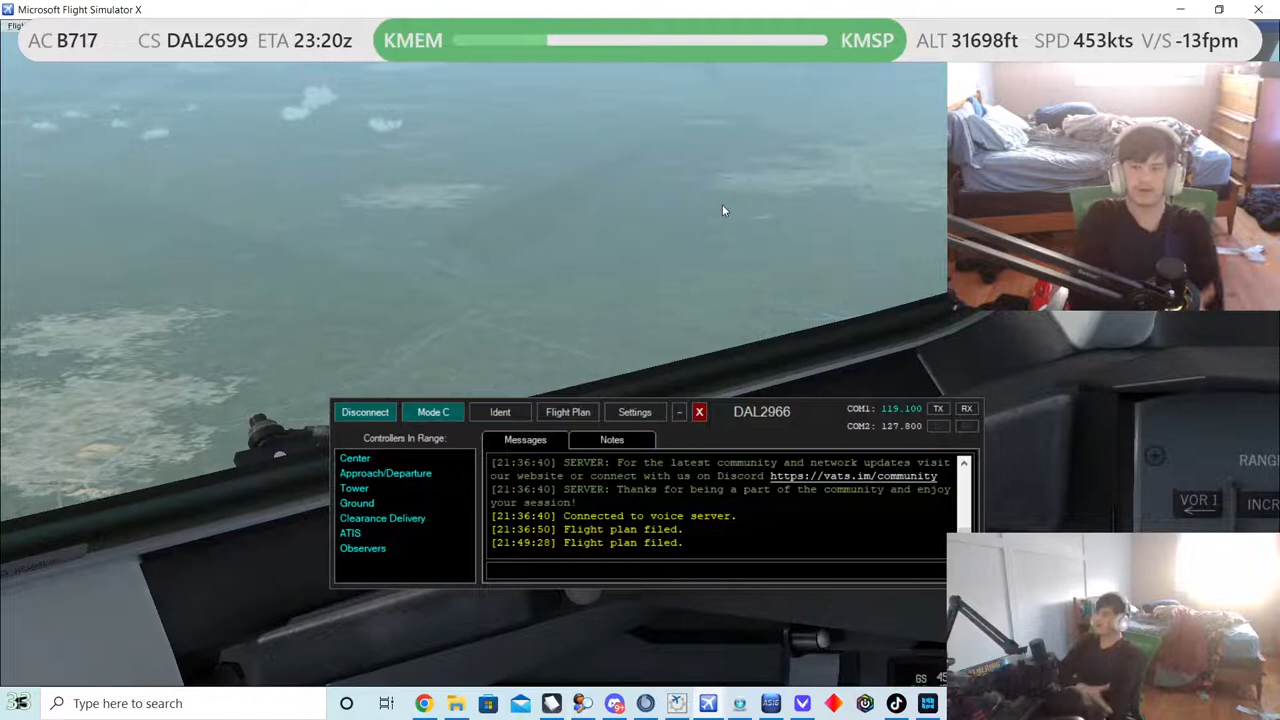 Microsoft Flight Simulator X
AC B717 CS DAL2699 ETA 23:20z KMEM KMSP ALT 31698ft SPD 453kts V/S -13fpm
Disconnect Mode C Ident Flight Plan Settings – X DAL2966 COM1: 119.100 TX RX
COM2: 127.800
Controllers In Range: Messages Notes
Center
Approach/Departure
Tower
Ground
Clearance Delivery
ATIS
Observers
[21:36:40] SERVER: For the latest community and network updates visit
our website or connect with us on Discord https://vats.im/community
[21:36:40] SERVER: Thanks for being a part of the community and enjoy
your session!
[21:36:40] Connected to voice server.
[21:36:50] Flight plan filed.
[21:49:28] Flight plan filed.
RANG
VOR 1
INCR
GS 45
Type here to search